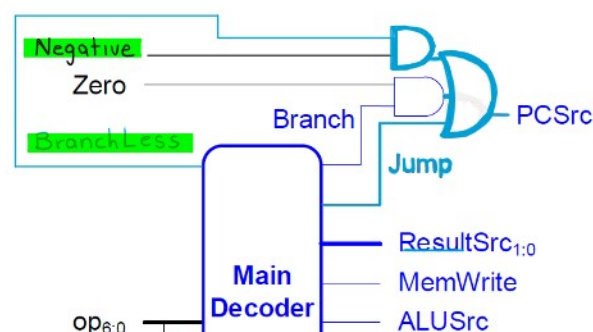 Negative
Zero
Branch
PCSrc
BranchLess
Jump
ResultSrc1:0
Main
Decoder
MemWrite
ALUSrc
op6:0